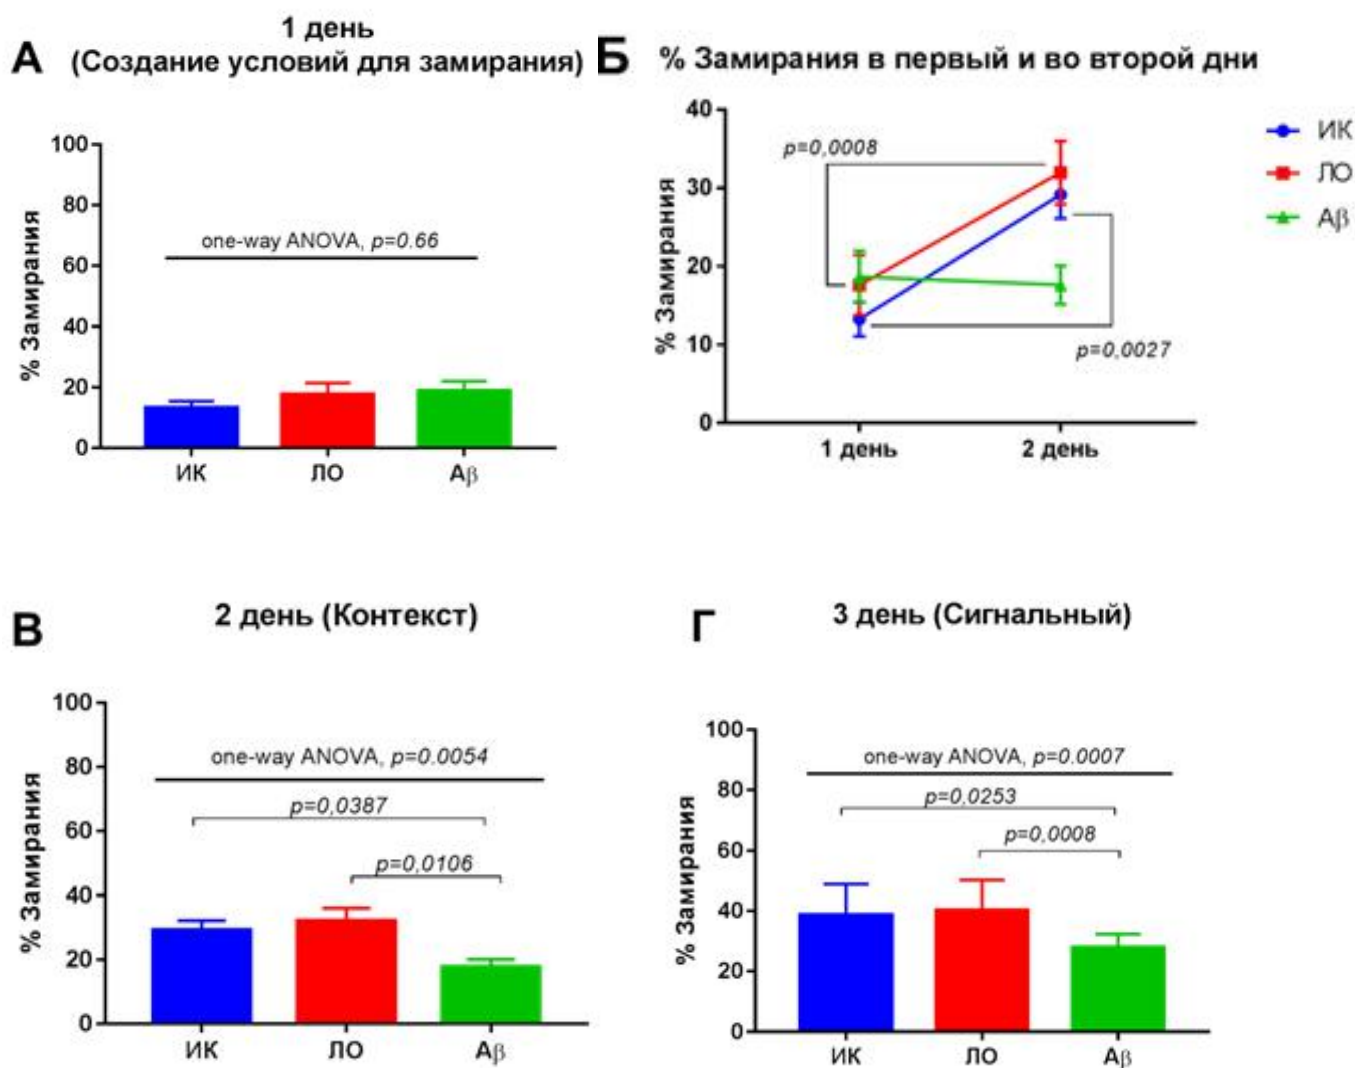 А
1 день
(Создание условий для замирания)
% Замирания
100
80
60
40
20
0
one-way ANOVA, p=0.66
ИК
ЛО
Aβ
Б
% Замирания в первый и во второй дни
% Замирания
40
30
20
10
0
p=0,0008
p=0,0027
1 день
2 день
ИК
ЛО
Aβ
В
2 день (Контекст)
% Замирания
100
80
60
40
20
0
one-way ANOVA, p=0.0054
p=0,0387
p=0,0106
ИК
ЛО
Aβ
Г
3 день (Сигнальный)
% Замирания
100
80
60
40
20
0
one-way ANOVA, p=0.0007
p=0,0253
p=0,0008
ИК
ЛО
Aβ